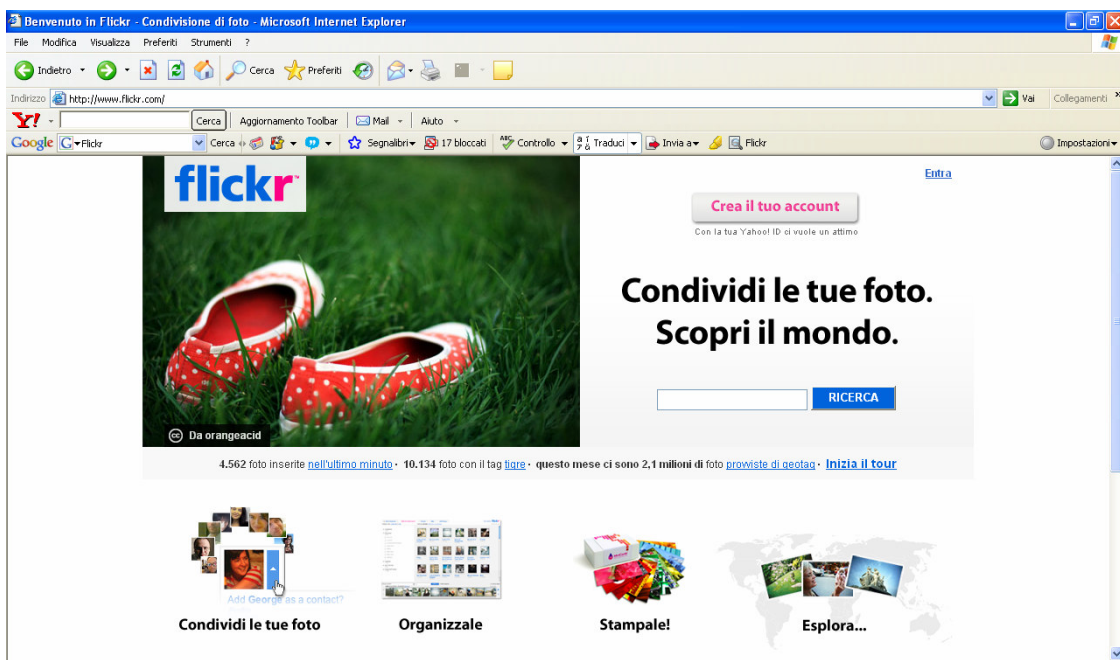 Benvenuto in Flickr - Condivisione di foto - Microsoft Internet Explorer
File Modifica Visualizza Preferiti Strumenti ?
Indietro Cerca Preferiti
Indirizzo http://www.flickr.com/ Vai Collegamenti »
Y! Cerca Aggiornamento Toolbar Mail Aiuto
Google G Flickr Cerca Segnalibri 17 bloccati ABC Controllo Traduci Invia a Flickr Impostazioni
flickr™
Entra
Crea il tuo account
Con la tua Yahoo! ID ci vuole un attimo
Condividi le tue foto.
Scopri il mondo.
RICERCA
cc Da orangeacid
4.562 foto inserite nell'ultimo minuto · 10.134 foto con il tag tigre · questo mese ci sono 2,1 milioni di foto provviste di geotag · Inizia il tour
Add George as a contact?
Condividi le tue foto Organizzale Stampale! Esplora...